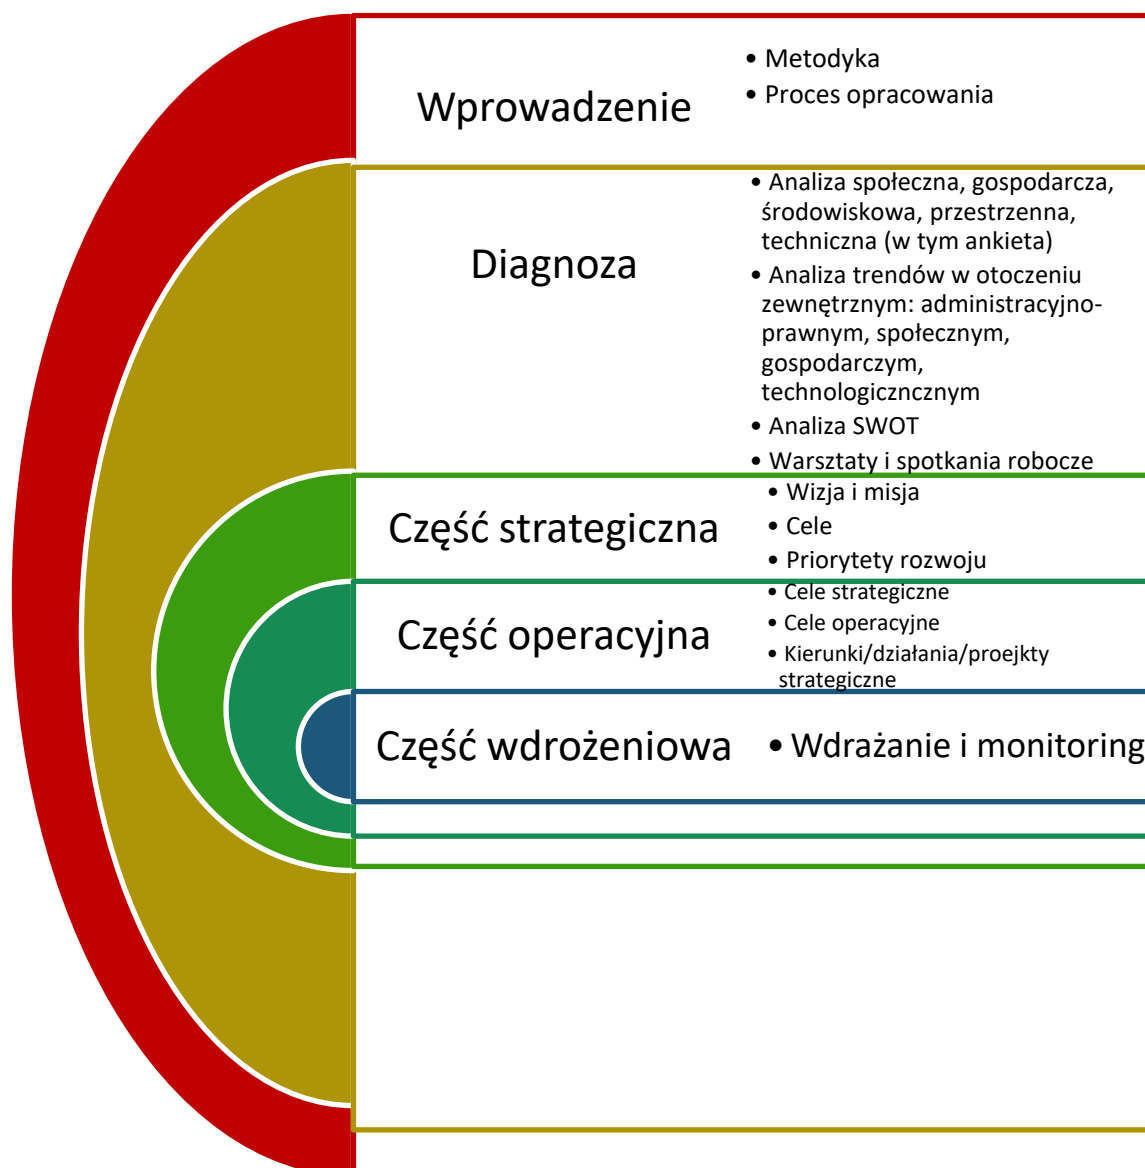 Wprowadzenie
• Metodyka
• Proces opracowania
Diagnoza
• Analiza społeczna, gospodarcza,
środowiskowa, przestrzenna,
techniczna (w tym ankieta)
• Analiza trendów w otoczeniu
zewnętrznym: administracyjno-
prawnym, społecznym,
gospodarczym,
technologiczncznym
• Analiza SWOT
• Warsztaty i spotkania robocze
Część strategiczna
• Wizja i misja
• Cele
• Priorytety rozwoju
Część operacyjna
• Cele strategiczne
• Cele operacyjne
• Kierunki/działania/proejkty
strategiczne
Część wdrożeniowa
• Wdrażanie i monitoring